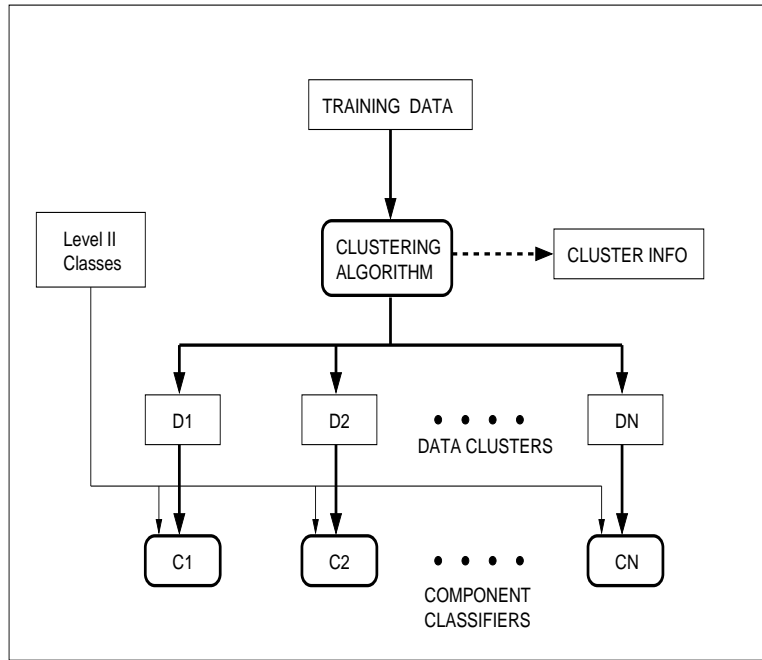 TRAINING DATA
Level II
Classes
CLUSTERING
ALGORITHM
CLUSTER INFO
D1
D2
DN
DATA CLUSTERS
C1
C2
CN
COMPONENT
CLASSIFIERS